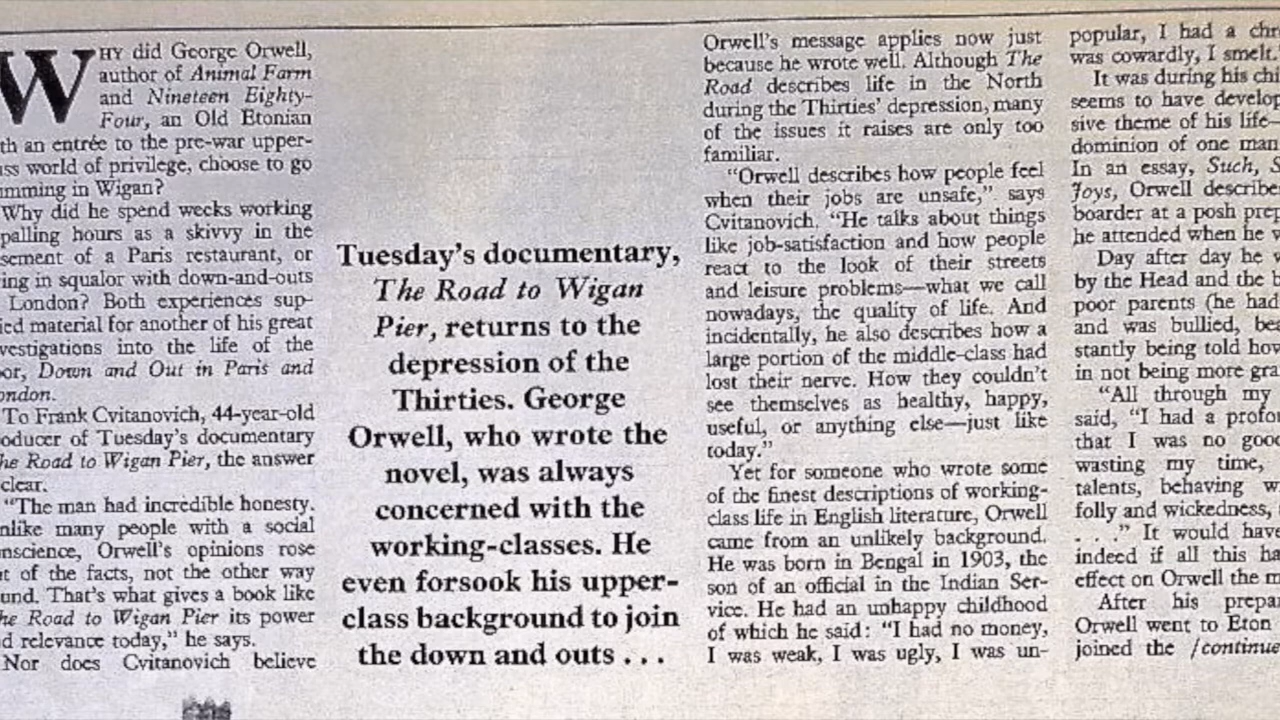 WHY did George Orwell,
author of Animal Farm
and Nineteen Eighty-
Four, an Old Etonian
th an entrée to the pre-war upper-
ss world of privilege, choose to go
mming in Wigan?
Why did he spend weeks working
palling hours as a skivvy in the
sement of a Paris restaurant, or
ing in squalor with down-and-outs
London? Both experiences sup-
ied material for another of his great
vestigations into the life of the
or, Down and Out in Paris and
ondon.
To Frank Cvitanovich, 44-year-old
oducer of Tuesday's documentary
he Road to Wigan Pier, the answer
clear.
"The man had incredible honesty.
nlike many people with a social
nscience, Orwell's opinions rose
t of the facts, not the other way
und. That's what gives a book like
he Road to Wigan Pier its power
d relevance today," he says.
Nor does Cvitanovich believe
Tuesday's documentary,
The Road to Wigan
Pier, returns to the
depression of the
Thirties. George
Orwell, who wrote the
novel, was always
concerned with the
working-classes. He
even forsook his upper-
class background to join
the down and outs . . .
Orwell's message applies now just
because he wrote well. Although The
Road describes life in the North
during the Thirties' depression, many
of the issues it raises are only too
familiar.
"Orwell describes how people feel
when their jobs are unsafe," says
Cvitanovich. "He talks about things
like job-satisfaction and how people
react to the look of their streets
and leisure problems—what we call
nowadays, the quality of life. And
incidentally, he also describes how a
large portion of the middle-class had
lost their nerve. How they couldn't
see themselves as healthy, happy,
useful, or anything else—just like
today."
Yet for someone who wrote some
of the finest descriptions of working-
class life in English literature, Orwell
came from an unlikely background.
He was born in Bengal in 1903, the
son of an official in the Indian Ser-
vice. He had an unhappy childhood
of which he said: "I had no money,
I was weak, I was ugly, I was un-
popular, I had a chr
was cowardly, I smelt.
It was during his chi
seems to have develop
sive theme of his life—
dominion of one man
In an essay, Such, S
Joys, Orwell describe
boarder at a posh prep
he attended when he w
Day after day he w
by the Head and the h
poor parents (he had
and was bullied, bea
stantly being told how
in not being more gra
"All through my
said, "I had a profo
that I was no good
wasting my time,
talents, behaving w
folly and wickedness,
. . ." It would have
indeed if all this ha
effect on Orwell the m
After his prepar
Orwell went to Eton
joined the /continue